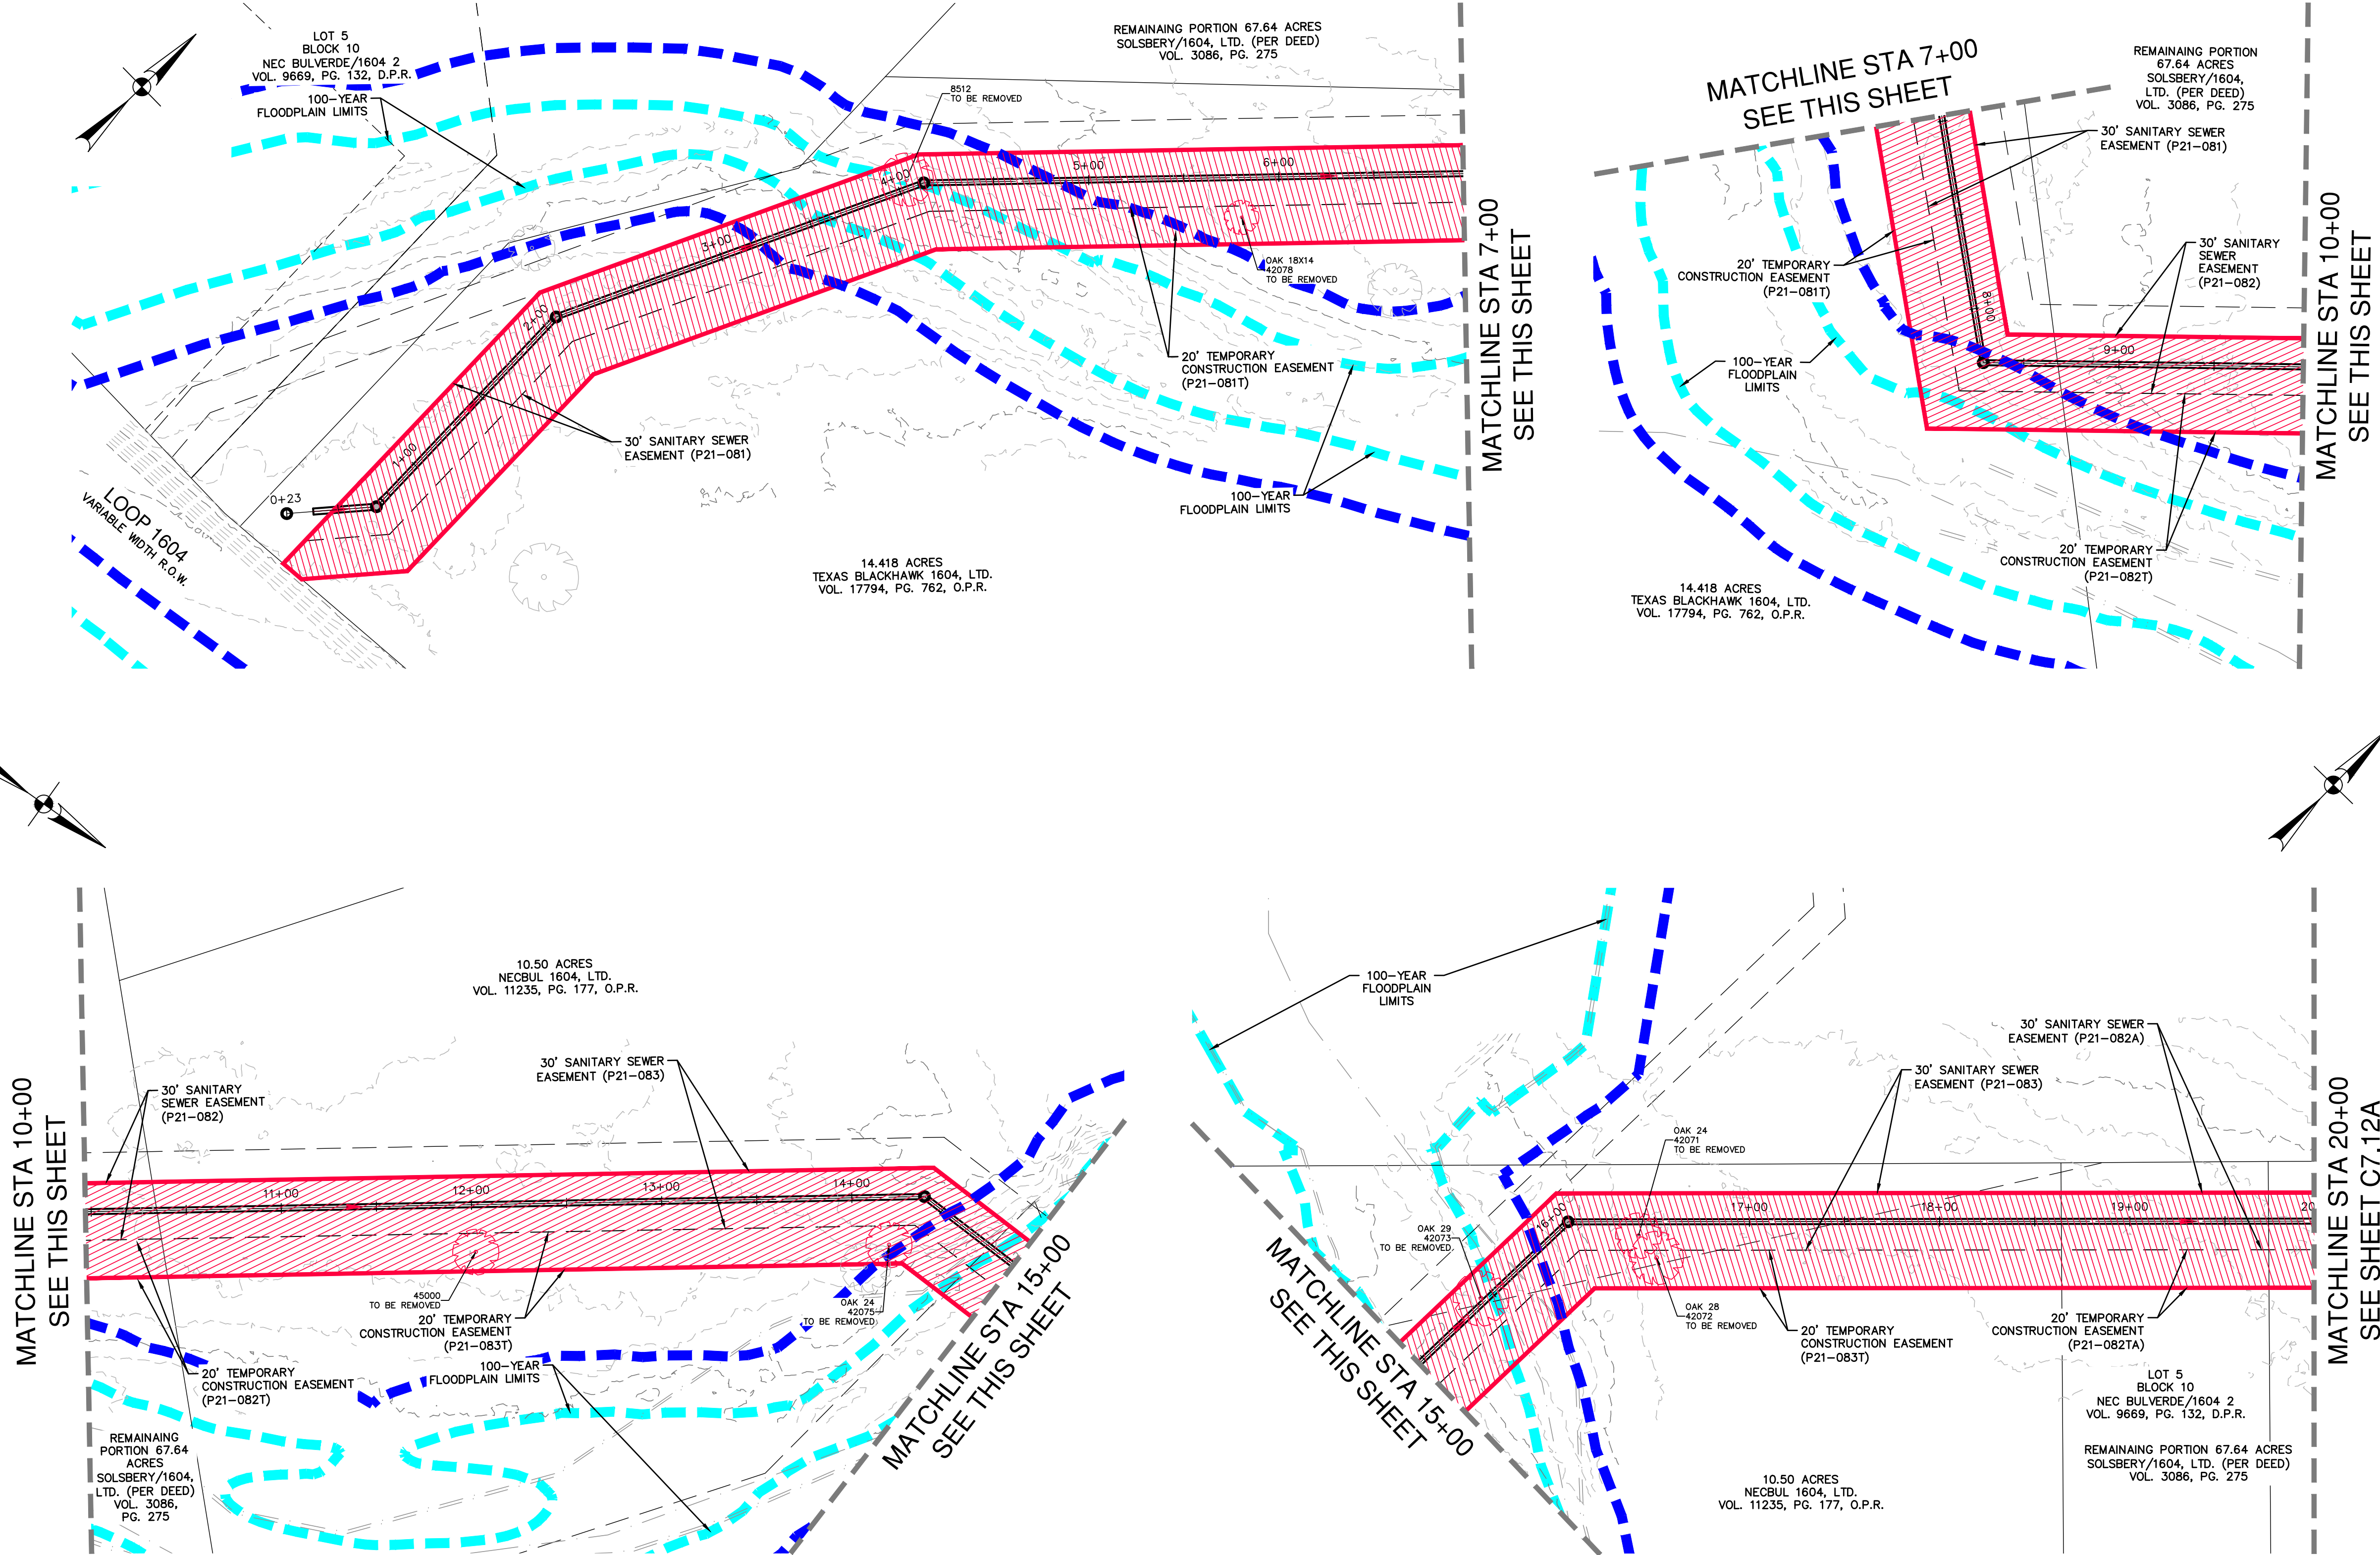 LOT 5
BLOCK 10
NEC BULVERDE/1604 2
VOL. 9669, PG. 132, D.P.R.
100-YEAR
FLOODPLAIN LIMITS
8512
TO BE REMOVED
REMAINAING PORTION 67.64 ACRES
SOLSBERY/1604, LTD. (PER DEED)
VOL. 3086, PG. 275
0+23
1+00
2+00
3+00
4+00
5+00
6+00
OAK 18X14
42078
TO BE REMOVED
20' TEMPORARY
CONSTRUCTION EASEMENT
(P21-081T)
30' SANITARY SEWER
EASEMENT (P21-081)
100-YEAR
FLOODPLAIN LIMITS
LOOP 1604
VARIABLE WIDTH R.O.W.
14.418 ACRES
TEXAS BLACKHAWK 1604, LTD.
VOL. 17794, PG. 762, O.P.R.
MATCHLINE STA 7+00
SEE THIS SHEET
MATCHLINE STA 7+00
SEE THIS SHEET
REMAINAING PORTION
67.64 ACRES
SOLSBERY/1604,
LTD. (PER DEED)
VOL. 3086, PG. 275
30' SANITARY SEWER
EASEMENT (P21-081)
20' TEMPORARY
CONSTRUCTION EASEMENT
(P21-081T)
30' SANITARY
SEWER
EASEMENT
(P21-082)
8+00
9+00
100-YEAR
FLOODPLAIN
LIMITS
20' TEMPORARY
CONSTRUCTION EASEMENT
(P21-082T)
14.418 ACRES
TEXAS BLACKHAWK 1604, LTD.
VOL. 17794, PG. 762, O.P.R.
MATCHLINE STA 10+00
SEE THIS SHEET
MATCHLINE STA 10+00
SEE THIS SHEET
10.50 ACRES
NECBUL 1604, LTD.
VOL. 11235, PG. 177, O.P.R.
30' SANITARY
SEWER EASEMENT
(P21-082)
30' SANITARY SEWER
EASEMENT (P21-083)
11+00
12+00
13+00
14+00
45000
TO BE REMOVED
OAK 24
42075
TO BE REMOVED
20' TEMPORARY
CONSTRUCTION EASEMENT
(P21-083T)
100-YEAR
FLOODPLAIN LIMITS
20' TEMPORARY
CONSTRUCTION EASEMENT
(P21-082T)
REMAINAING
PORTION 67.64
ACRES
SOLSBERY/1604,
LTD. (PER DEED)
VOL. 3086,
PG. 275
MATCHLINE STA 15+00
SEE THIS SHEET
100-YEAR
FLOODPLAIN
LIMITS
30' SANITARY SEWER
EASEMENT (P21-082A)
30' SANITARY SEWER
EASEMENT (P21-083)
OAK 24
42071
TO BE REMOVED
OAK 29
42073
TO BE REMOVED
16+00
17+00
18+00
19+00
20
OAK 28
42072
TO BE REMOVED
20' TEMPORARY
CONSTRUCTION EASEMENT
(P21-083T)
20' TEMPORARY
CONSTRUCTION EASEMENT
(P21-082TA)
LOT 5
BLOCK 10
NEC BULVERDE/1604 2
VOL. 9669, PG. 132, D.P.R.
REMAINAING PORTION 67.64 ACRES
SOLSBERY/1604, LTD. (PER DEED)
VOL. 3086, PG. 275
10.50 ACRES
NECBUL 1604, LTD.
VOL. 11235, PG. 177, O.P.R.
MATCHLINE STA 15+00
SEE THIS SHEET
MATCHLINE STA 20+00
SEE SHEET C7.12A